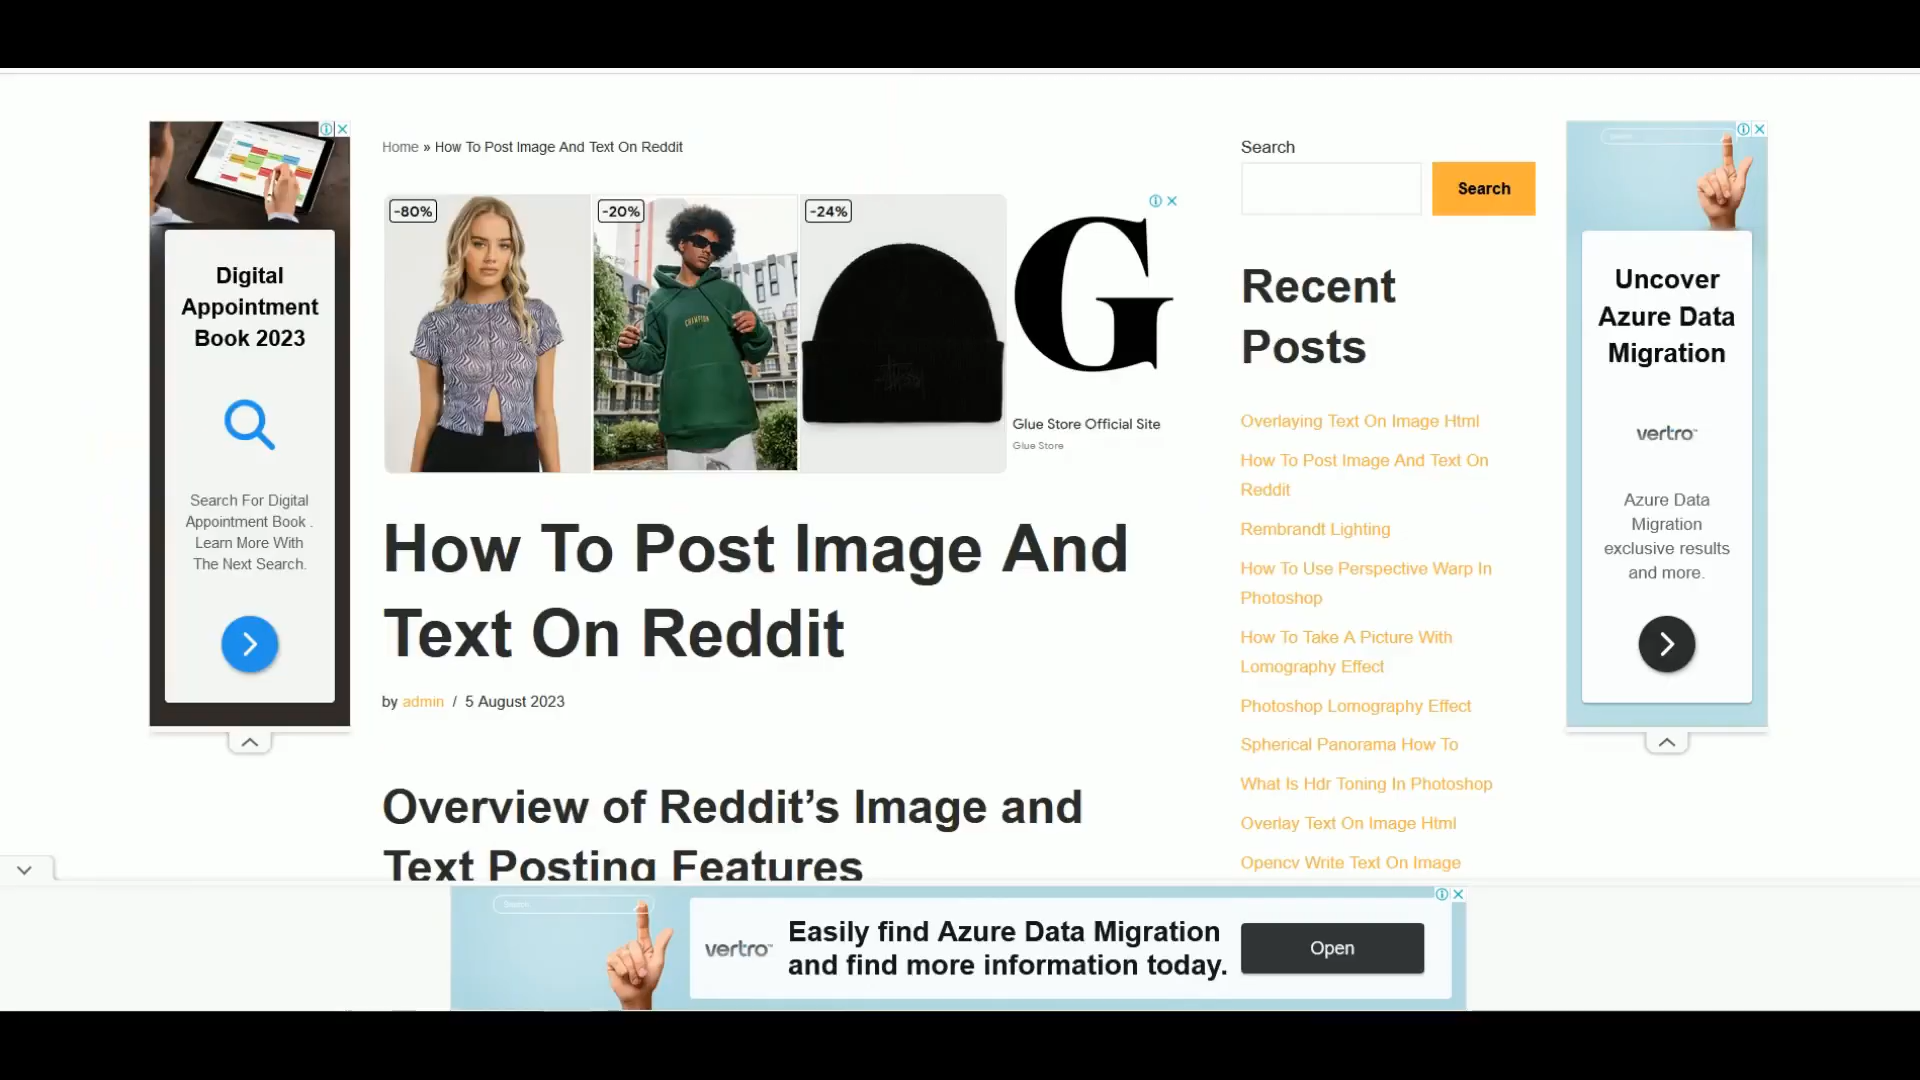 Home » How To Post Image And Text On Reddit
Digital
Appointment
Book 2023
Search For Digital
Appointment Book .
Learn More With
The Next Search.
-80%
-20%
-24%
CHAMPION
G
Glue Store Official Site
Glue Store
How To Post Image And
Text On Reddit
by admin / 5 August 2023
Overview of Reddit’s Image and
Text Posting Features
Search
Search
Recent
Posts
Overlaying Text On Image Html
How To Post Image And Text On
Reddit
Rembrandt Lighting
How To Use Perspective Warp In
Photoshop
How To Take A Picture With
Lomography Effect
Photoshop Lomography Effect
Spherical Panorama How To
What Is Hdr Toning In Photoshop
Overlay Text On Image Html
Opencv Write Text On Image
Search
Uncover
Azure Data
Migration
vertro™
Azure Data
Migration
exclusive results
and more.
Search
vertro™
Easily find Azure Data Migration
and find more information today.
Open